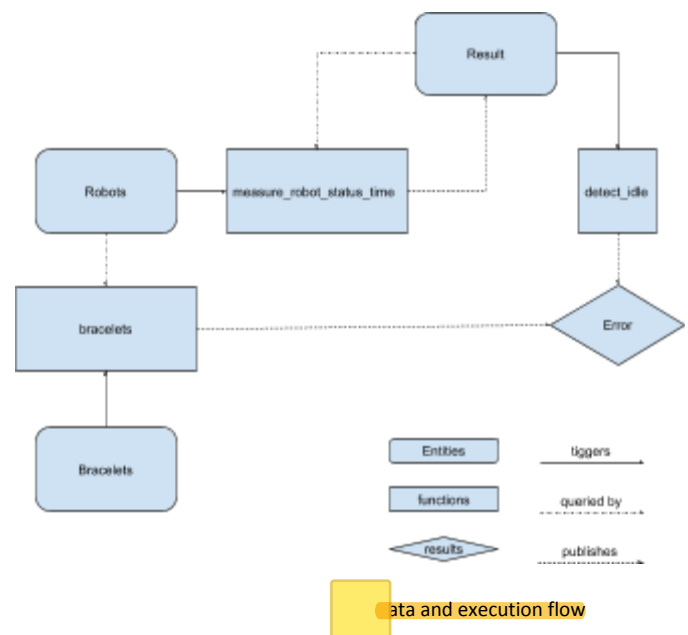 Result
Robots
measure_robot_status_time
detect_idle
bracelets
Error
Bracelets
Entities
tiggers
functions
queried by
results
publishes
ata and execution flow